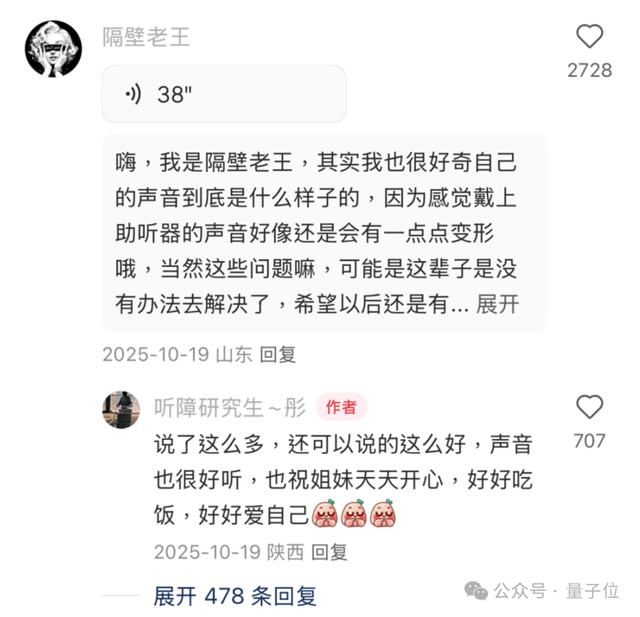 隔壁老王
2728
38"
嗨，我是隔壁老王，其实我也很好奇自己
的声音到底是什么样子的，因为感觉戴上
助听器的声音好像还是会有一点点变形
哦，当然这些问题嘛，可能是这辈子是没
有办法去解决了，希望以后还是有... 展开
2025-10-19 山东 回复
听障研究生～彤 作者
707
说了这么多，还可以说的这么好，声音
也很好听，也祝姐妹天天开心，好好吃
饭，好好爱自己
2025-10-19 陕西 回复
展开 478 条回复
公众号 · 量子位